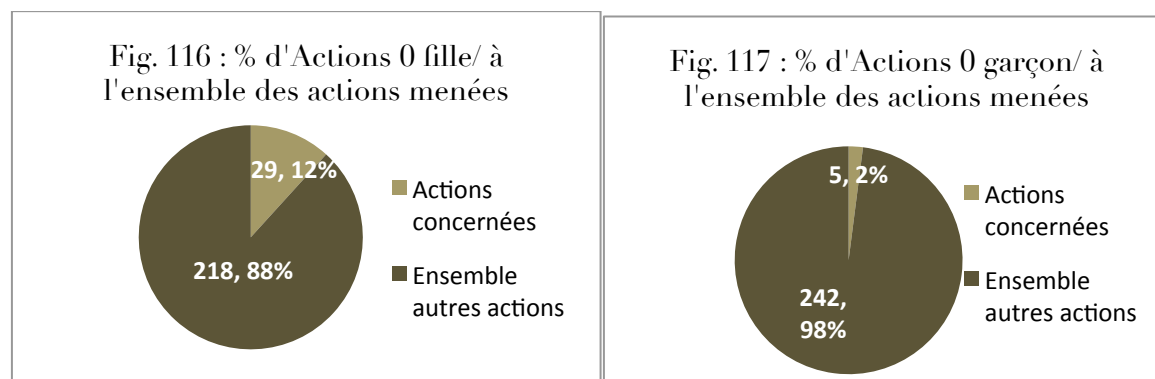 Fig. 116 : % d'Actions 0 fille/ à
l'ensemble des actions menées
29, 12%
218, 88%
Actions
concernées
Ensemble
autres actions
Fig. 117 : % d'Actions 0 garçon/ à
l'ensemble des actions menées
5, 2%
242,
98%
Actions
concernées
Ensemble
autres actions